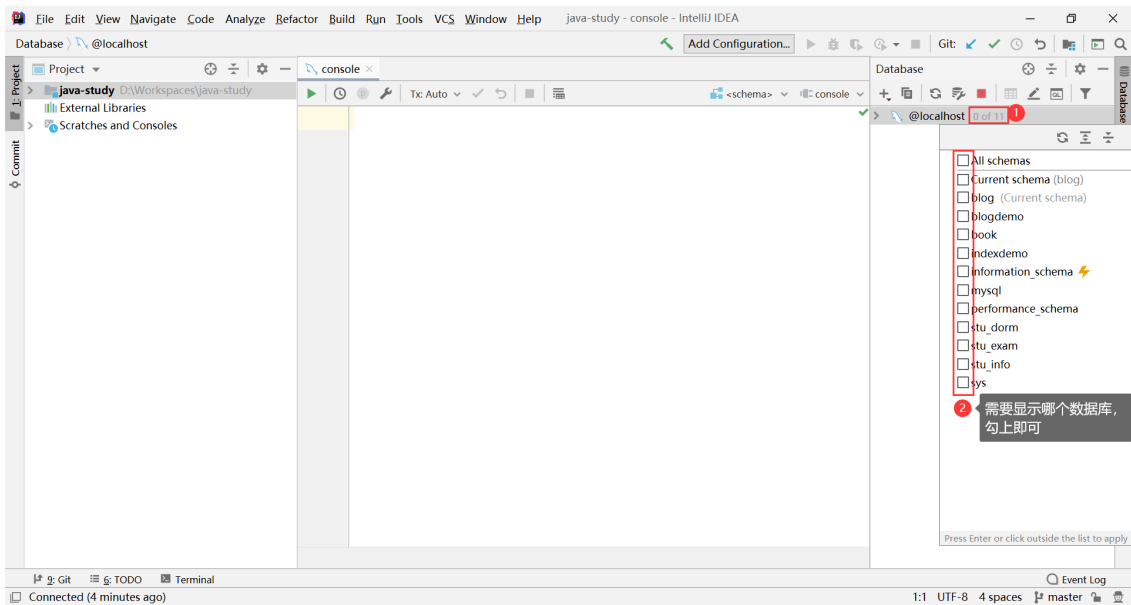 File Edit View Navigate Code Analyze Refactor Build Run Tools VCS Window Help java-study - console - IntelliJ IDEA
Database @localhost Add Configuration... Git:
1: Project
Commit
Project
java-study D:\Workspaces\java-study
External Libraries
Scratches and Consoles
console
Tx: Auto <schema> console
Database
Database
@localhost 0 of 11 1
All schemas
Current schema (blog)
blog (Current schema)
blogdemo
book
indexdemo
information_schema
mysql
performance_schema
stu_dorm
stu_exam
stu_info
sys
2 需要显示哪个数据库，
勾上即可
Press Enter or click outside the list to apply
9: Git 6: TODO Terminal Event Log
Connected (4 minutes ago) 1:1 UTF-8 4 spaces master